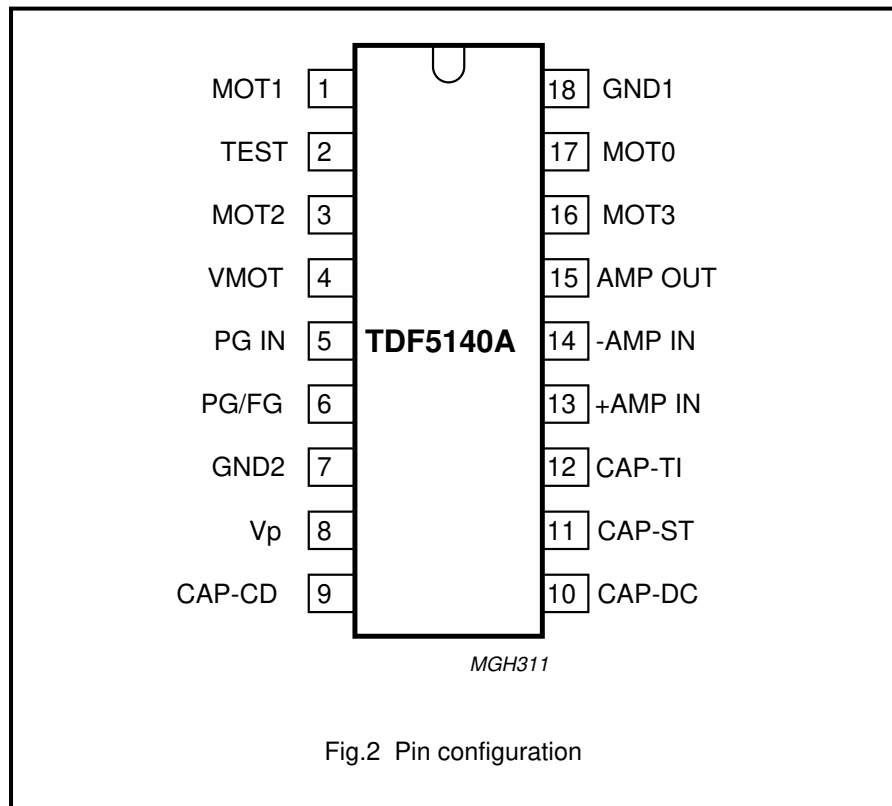 MOT1 1 18 GND1
TEST 2 17 MOT0
MOT2 3 16 MOT3
VMOT 4 15 AMP OUT
PG IN 5 TDF5140A 14 -AMP IN
PG/FG 6 13 +AMP IN
GND2 7 12 CAP-TI
Vp 8 11 CAP-ST
CAP-CD 9 10 CAP-DC
MGH311
Fig.2 Pin configuration